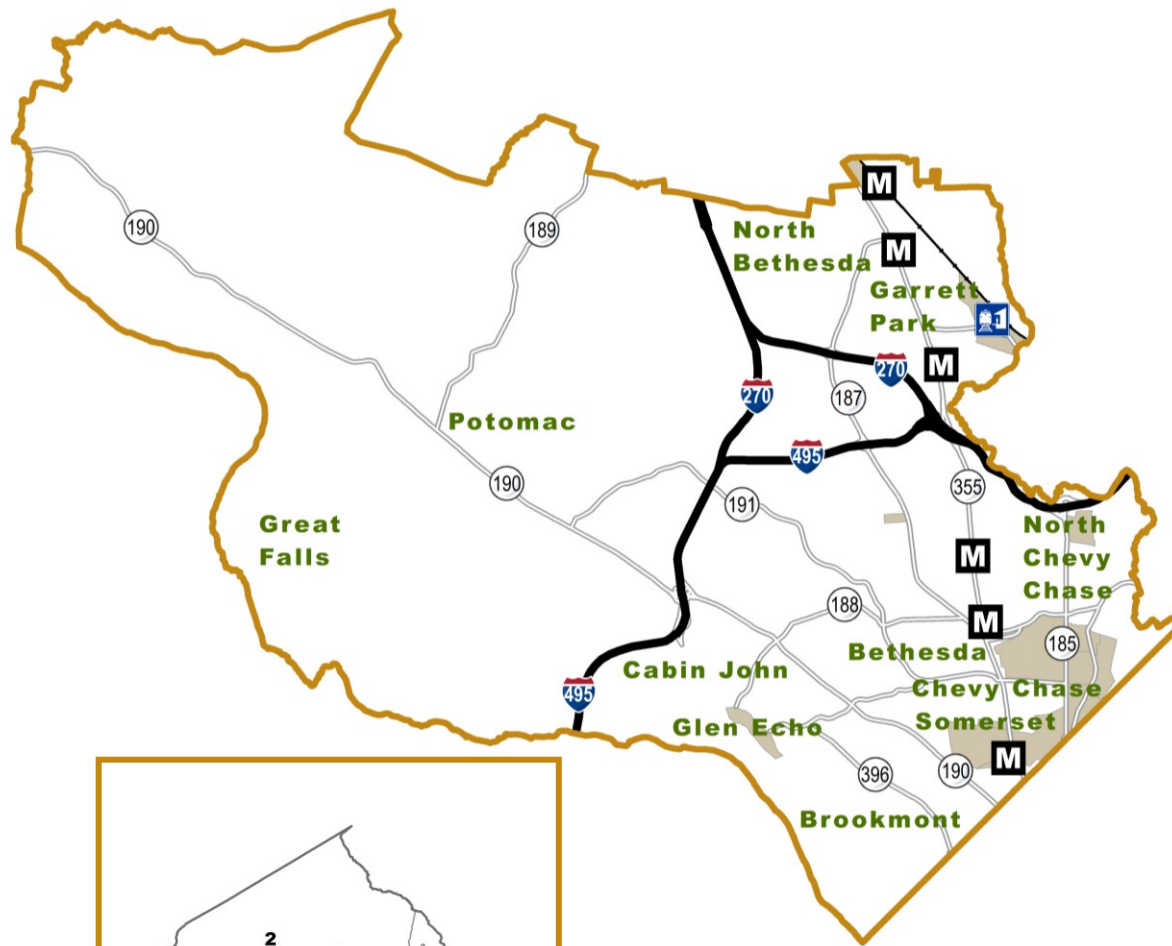 M
North
Bethesda
M
190
189
Garrett
Park
M
270
270
187
Potomac
495
190
191
355
Great
Falls
North
Chevy
Chase
M
188
M
185
Bethesda
Cabin John
495
Chevy Chase
Glen Echo
Somerset
M
396
190
Brookmont
2